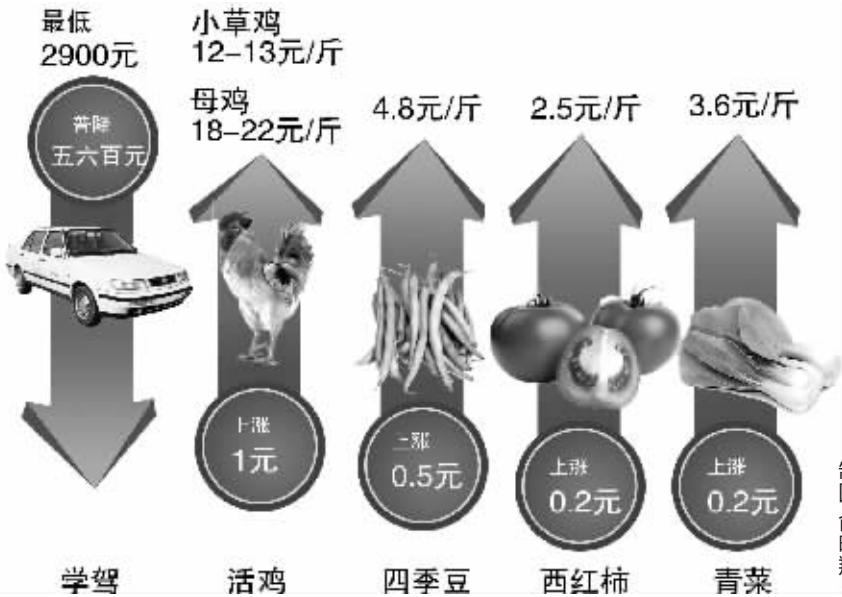 最低
2900元
普降
五六百元
学驾
小草鸡
12-13元/斤
母鸡
18-22元/斤
上涨
1元
活鸡
4.8元/斤
上涨
0.5元
四季豆
2.5元/斤
上涨
0.2元
西红柿
3.6元/斤
上涨
0.2元
青菜